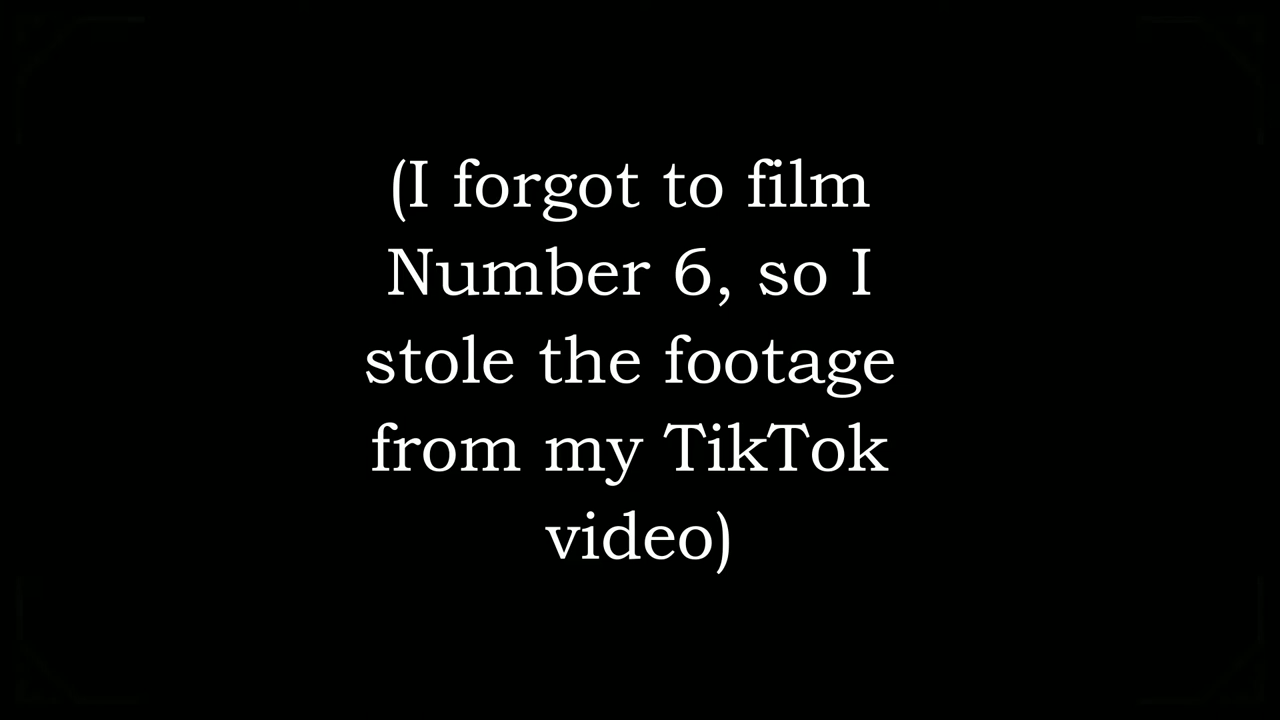 (I forgot to film
Number 6, so I
stole the footage
from my TikTok
video)